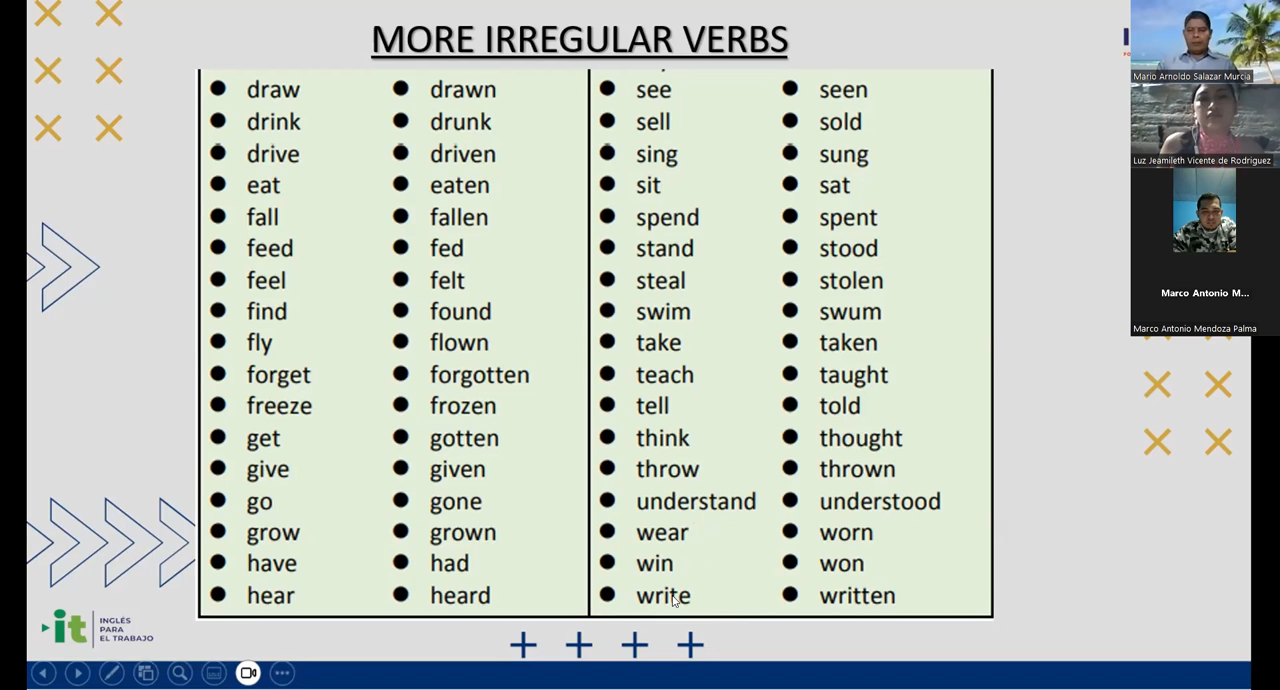 MORE IRREGULAR VERBS
draw drawn see seen
drink drunk sell sold
drive driven sing sung
eat eaten sit sat
fall fallen spend spent
feed fed stand stood
feel felt steal stolen
find found swim swum
fly flown take taken
forget forgotten teach taught
freeze frozen tell told
get gotten think thought
give given throw thrown
go gone understand understood
grow grown wear worn
have had win won
hear heard write written
it INGLÉS
PARA
EL TRABAJO
Mario Arnoldo Salazar Murcia
Luz Jeamileth Vicente de Rodriguez
Marco Antonio M...
Marco Antonio Mendoza Palma